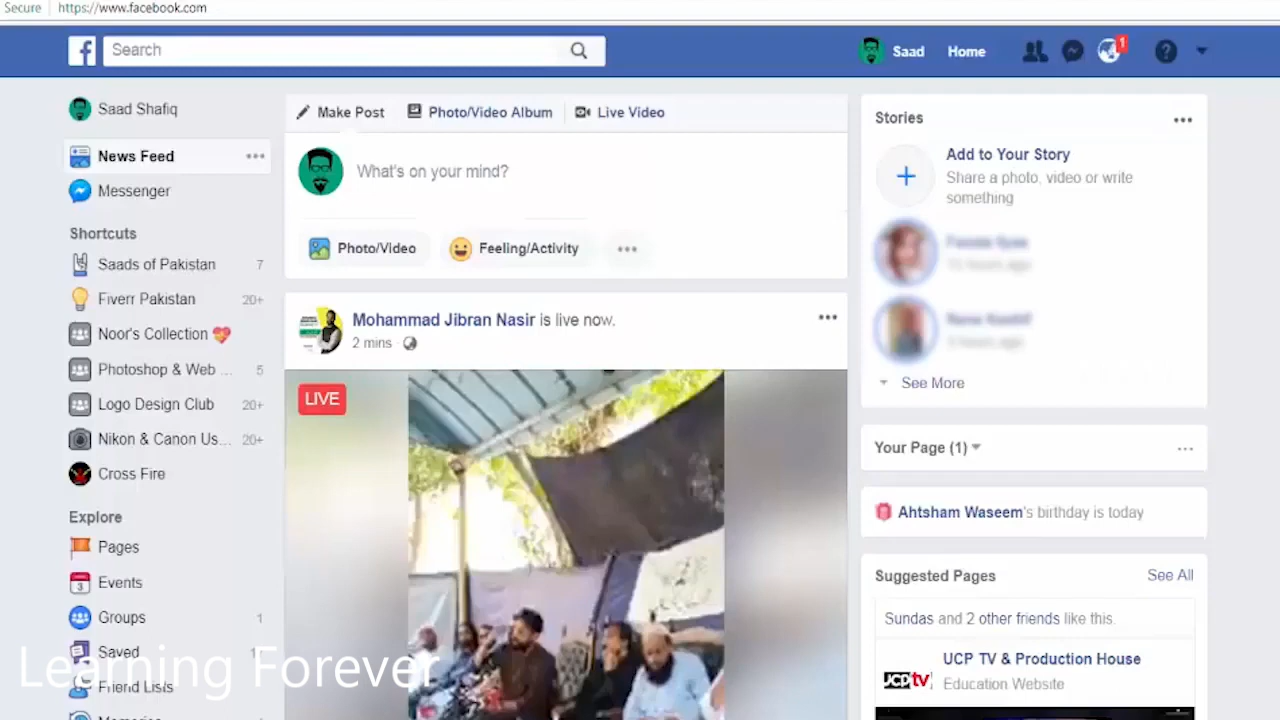 Secure https://www.facebook.com
Search
Saad Home
1
Saad Shafiq
News Feed
Messenger
Shortcuts
Saads of Pakistan 7
Fiverr Pakistan 20+
Noor's Collection 💖
Photoshop & Web ... 5
Logo Design Club 20+
Nikon & Canon Us... 20+
Cross Fire
Explore
Pages
Events
Groups 1
Saved
Friend Lists
Make Post Photo/Video Album Live Video
What's on your mind?
Photo/Video Feeling/Activity
Mohammad Jibran Nasir is live now.
2 mins
LIVE
Stories
Add to Your Story
Share a photo, video or write
something
See More
Your Page (1)
Ahtsham Waseem's birthday is today
Suggested Pages See All
Sundas and 2 other friends like this.
UCP TV & Production House
UCPtv Education Website
Learning Forever